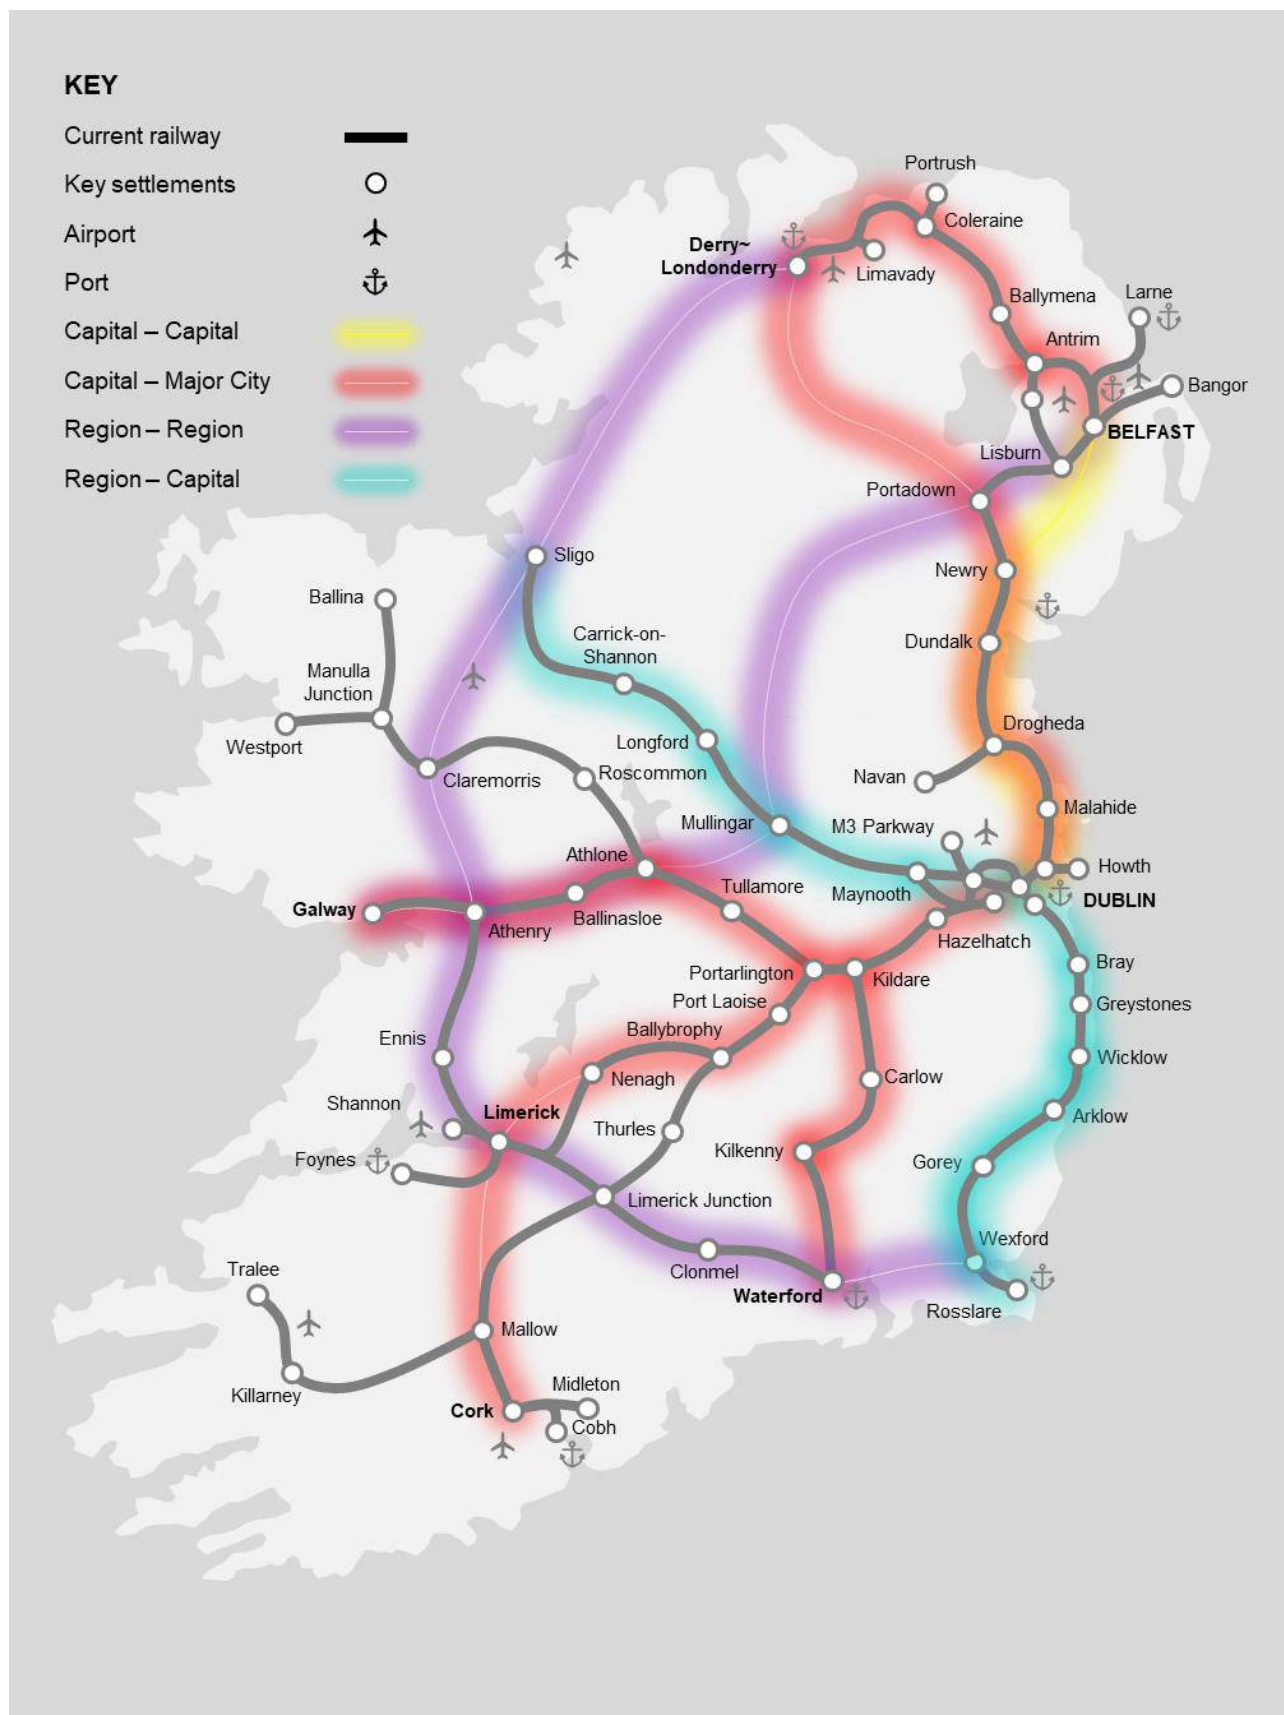 KEY
Current railway
Key settlements
Airport
Port
Capital – Capital
Capital – Major City
Region – Region
Region – Capital
Portrush
Coleraine
Derry~
Londonderry
Limavady
Ballymena
Larne
Antrim
Bangor
BELFAST
Lisburn
Portadown
Newry
Sligo
Ballina
Carrick-on-
Shannon
Dundalk
Manulla
Junction
Westport
Drogheda
Longford
Roscommon
Claremorris
Navan
Malahide
Mullingar
M3 Parkway
Athlone
Howth
Tullamore
Maynooth
DUBLIN
Galway
Ballinasloe
Athenry
Hazelhatch
Bray
Portarlington
Kildare
Port Laoise
Greystones
Ballybrophy
Ennis
Wicklow
Nenagh
Carlow
Shannon
Limerick
Arklow
Thurles
Kilkenny
Foynes
Gorey
Limerick Junction
Wexford
Tralee
Clonmel
Waterford
Rosslare
Mallow
Killarney
Midleton
Cork
Cobh